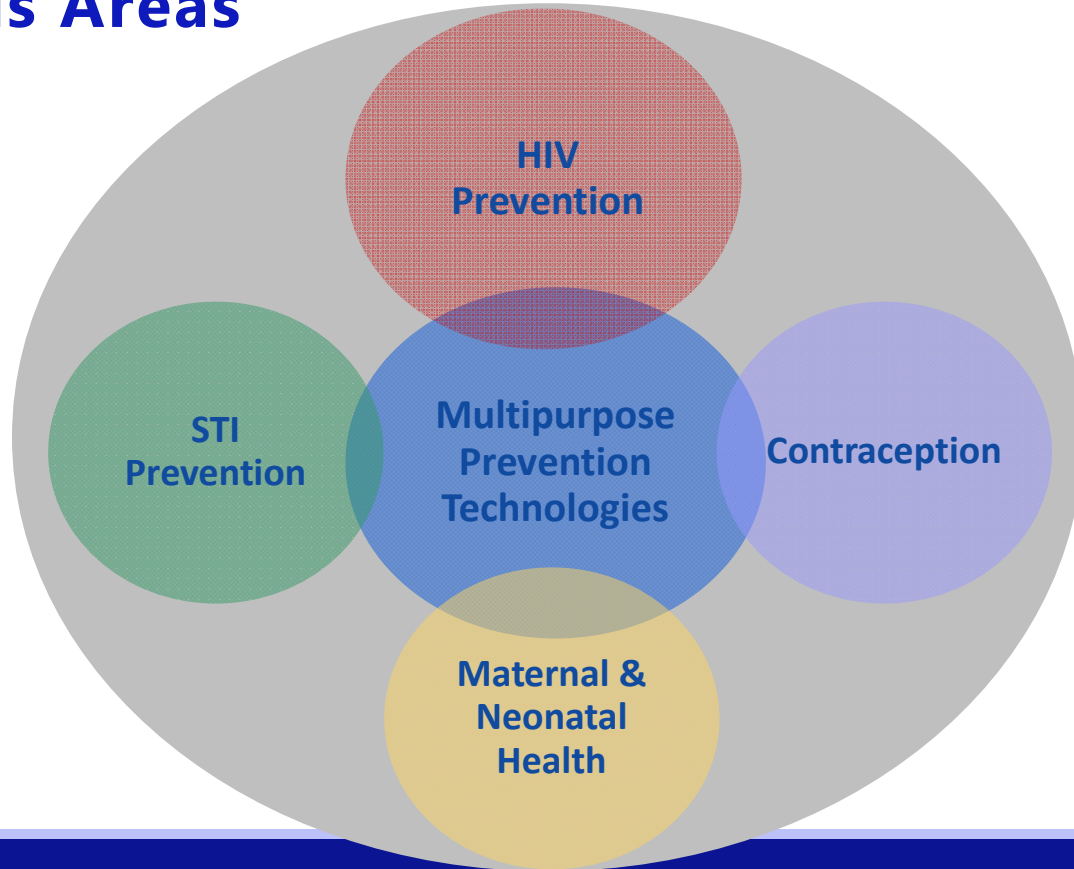 Areas
HIV
Prevention
STI
Prevention
Multipurpose
Prevention
Technologies
Contraception
Maternal &
Neonatal
Health